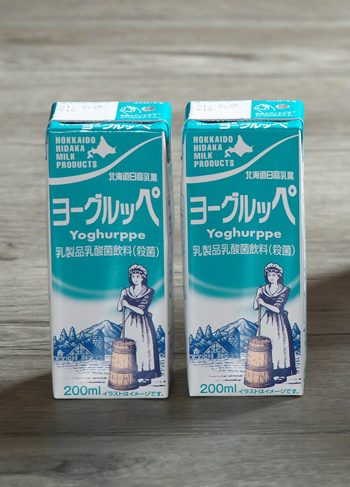 HOKKAIDO
HIDAKA
MILK
PRODUCTS
北海道日高乳業
ヨーグルッペ
Yoghurppe
乳製品乳酸菌飲料(殺菌)
200ml イラストはイメージです。
HOKKAIDO
HIDAKA
MILK
PRODUCTS
北海道日高乳業
ヨーグルッペ
Yoghurppe
乳製品乳酸菌飲料(殺菌)
200ml イラストはイメージです。